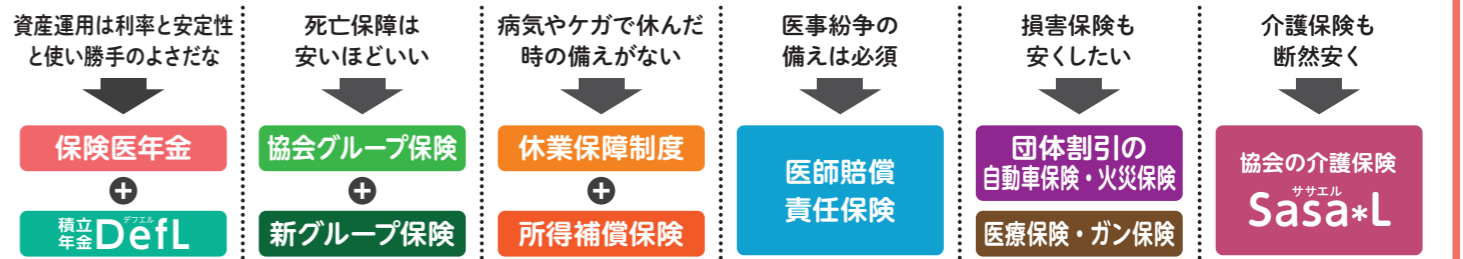 資産運用は利率と安定性
と使い勝手のよさだな
保険医年金
+
積立
年金
デフエル
DefL
死亡保障は
安いほどいい
協会グループ保険
+
新グループ保険
病気やケガで休んだ
時の備えがない
休業保障制度
+
所得補償保険
医事紛争の
備えは必須
医師賠償
責任保険
損害保険も
安くしたい
団体割引の
自動車保険・火災保険
医療保険・ガン保険
介護保険も
断然安く
協会の介護保険
ササエル
Sasa*L